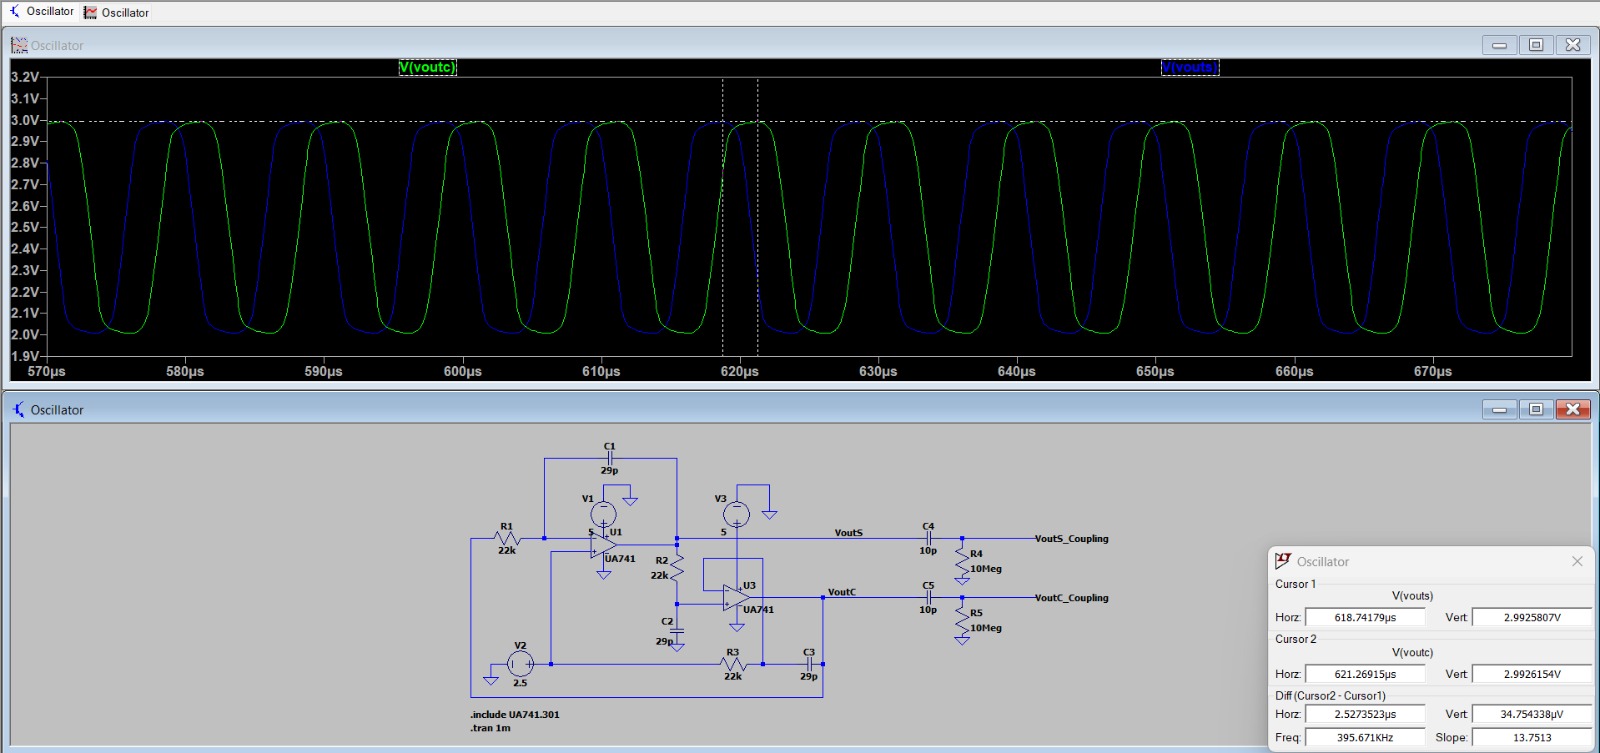 Oscillator Oscillator
Oscillator
V(voutc) V(vouts)
3.2V
3.1V
3.0V
2.9V
2.8V
2.7V
2.6V
2.5V
2.4V
2.3V
2.2V
2.1V
2.0V
1.9V
570µs 580µs 590µs 600µs 610µs 620µs 630µs 640µs 650µs 660µs 670µs
Oscillator
C1
29p
V1
5
U1
UA741
V3
5
R1
22k
R2
22k
U3
UA741
VoutS
C4
10p
VoutS_Coupling
R4
10Meg
VoutC
C5
10p
VoutC_Coupling
R5
10Meg
C2
29p
V2
2.5
R3
22k
C3
29p
.include UA741.301
.tran 1m
Oscillator
Cursor 1
V(vouts)
Horz: 618.74179µs Vert: 2.9925807V
Cursor 2
V(voutc)
Horz: 621.26915µs Vert: 2.9926154V
Diff (Cursor2 - Cursor1)
Horz: 2.5273523µs Vert: 34.754338µV
Freq: 395.671KHz Slope: 13.7513